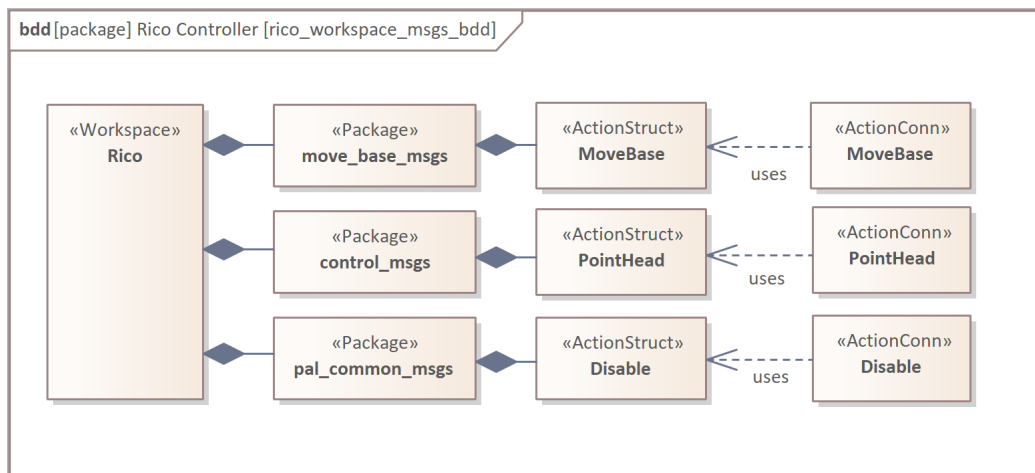 bdd [package] Rico Controller [rico_workspace_msgs_bdd]
«Workspace»
Rico
«Package»
move_base_msgs
«ActionStruct»
MoveBase
uses
«ActionConn»
MoveBase
«Package»
control_msgs
«ActionStruct»
PointHead
uses
«ActionConn»
PointHead
«Package»
pal_common_msgs
«ActionStruct»
Disable
uses
«ActionConn»
Disable